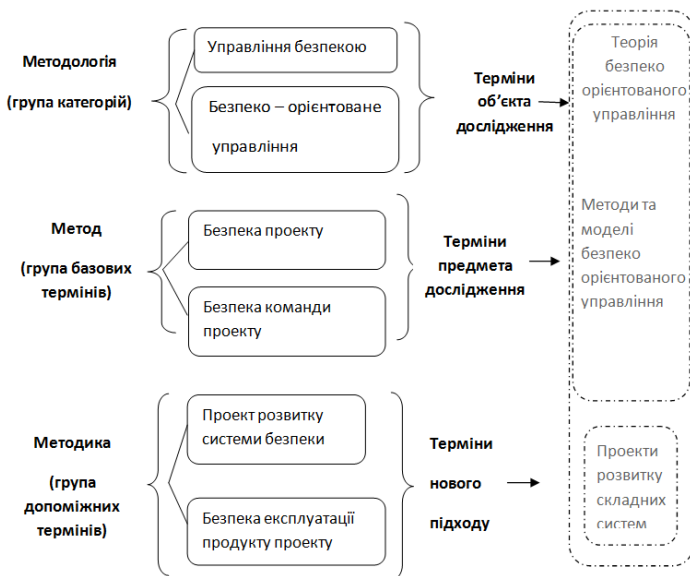 Методологія
(група категорій)
Управління безпекою
Безпеко – орієнтоване
управління
Терміни
об’єкта
дослідження
Теорія
безпеко
орієнтованого
управління
Метод
(група базових
термінів)
Безпека проекту
Безпека команди
проекту
Терміни
предмета
дослідження
Методи та
моделі
безпеко
орієнтованого
управління
Методика
(група
допоміжних
термінів)
Проект розвитку
системи безпеки
Безпека експлуатації
продукту проекту
Терміни
нового
підходу
Проекти
розвитку
складних
систем